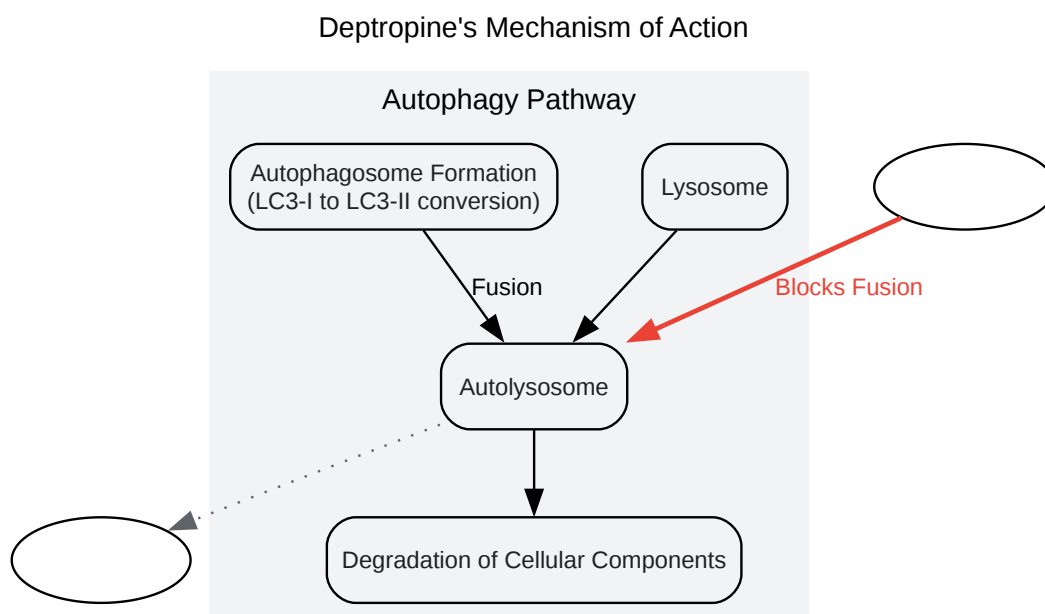 Deptropine's Mechanism of Action
Autophagy Pathway
Autophagosome Formation
(LC3-I to LC3-II conversion)
Lysosome
Fusion
Blocks Fusion
Autolysosome
Degradation of Cellular Components